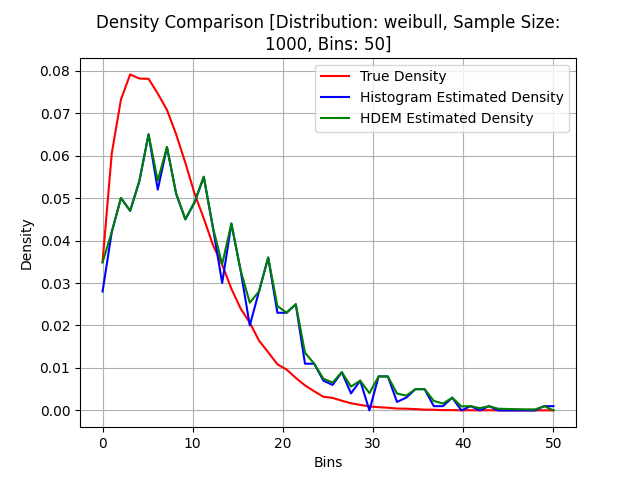 Density Comparison [Distribution: weibull, Sample Size:
1000, Bins: 50]
True Density
Histogram Estimated Density
HDEM Estimated Density
Density
0.08
0.07
0.06
0.05
0.04
0.03
0.02
0.01
0.00
0 10 20 30 40 50
Bins